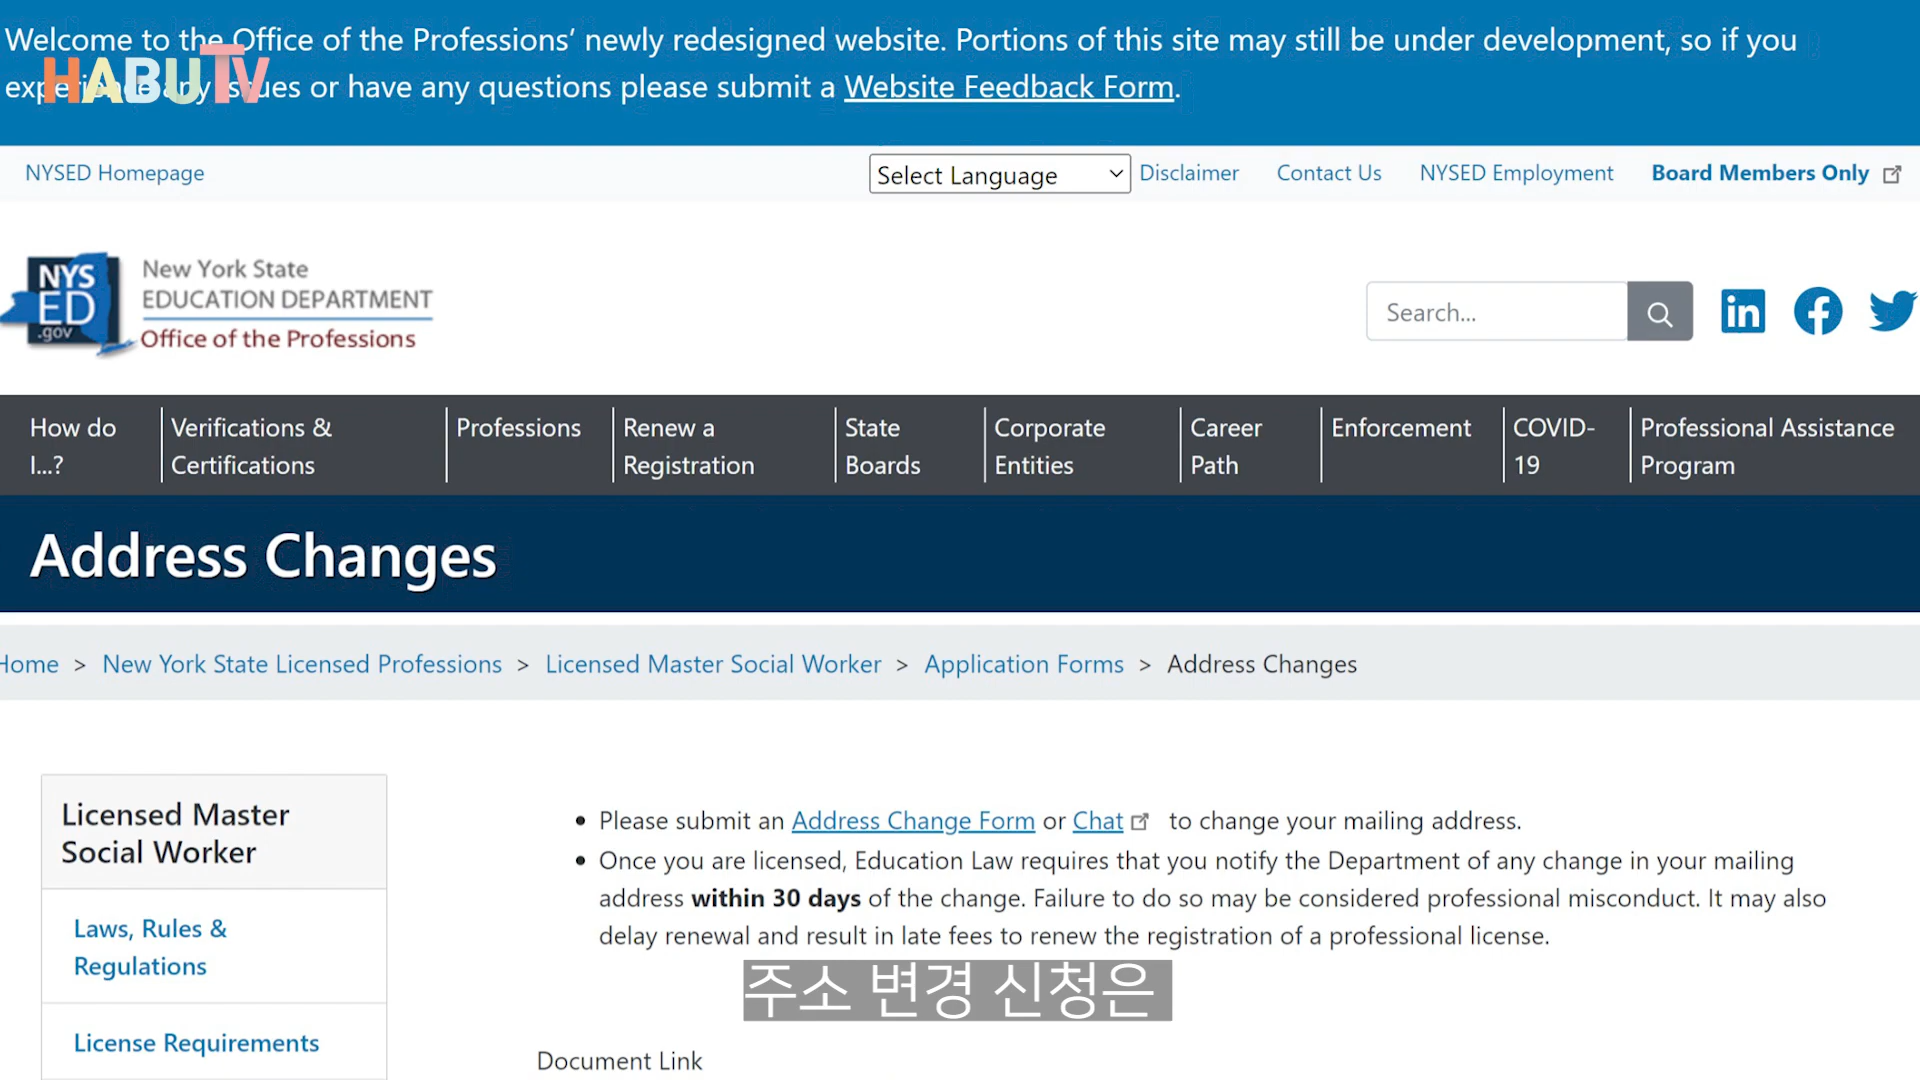 Welcome to the Office of the Professions’ newly redesigned website. Portions of this site may still be under development, so if you
experience any issues or have any questions please submit a Website Feedback Form.
HABUTV
NYSED Homepage
Select Language
Disclaimer
Contact Us
NYSED Employment
Board Members Only
NYS
ED
.gov
New York State
EDUCATION DEPARTMENT
Office of the Professions
Search...
How do
I...?
Verifications &
Certifications
Professions
Renew a
Registration
State
Boards
Corporate
Entities
Career
Path
Enforcement
COVID-
19
Professional Assistance
Program
Address Changes
Home > New York State Licensed Professions > Licensed Master Social Worker > Application Forms > Address Changes
Licensed Master
Social Worker
Laws, Rules &
Regulations
License Requirements
Please submit an Address Change Form or Chat to change your mailing address.
Once you are licensed, Education Law requires that you notify the Department of any change in your mailing
address within 30 days of the change. Failure to do so may be considered professional misconduct. It may also
delay renewal and result in late fees to renew the registration of a professional license.
주소 변경 신청은
Document Link